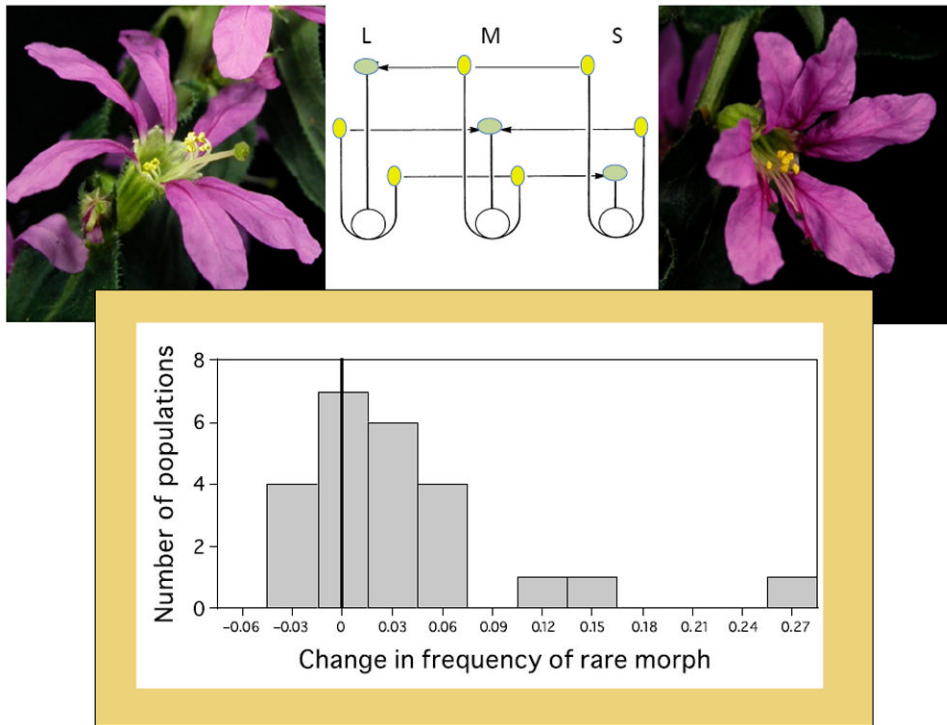 L M S
Number of populations
8
6
4
2
0
−0.06 −0.03 0 0.03 0.06 0.09 0.12 0.15 0.18 0.21 0.24 0.27
Change in frequency of rare morph